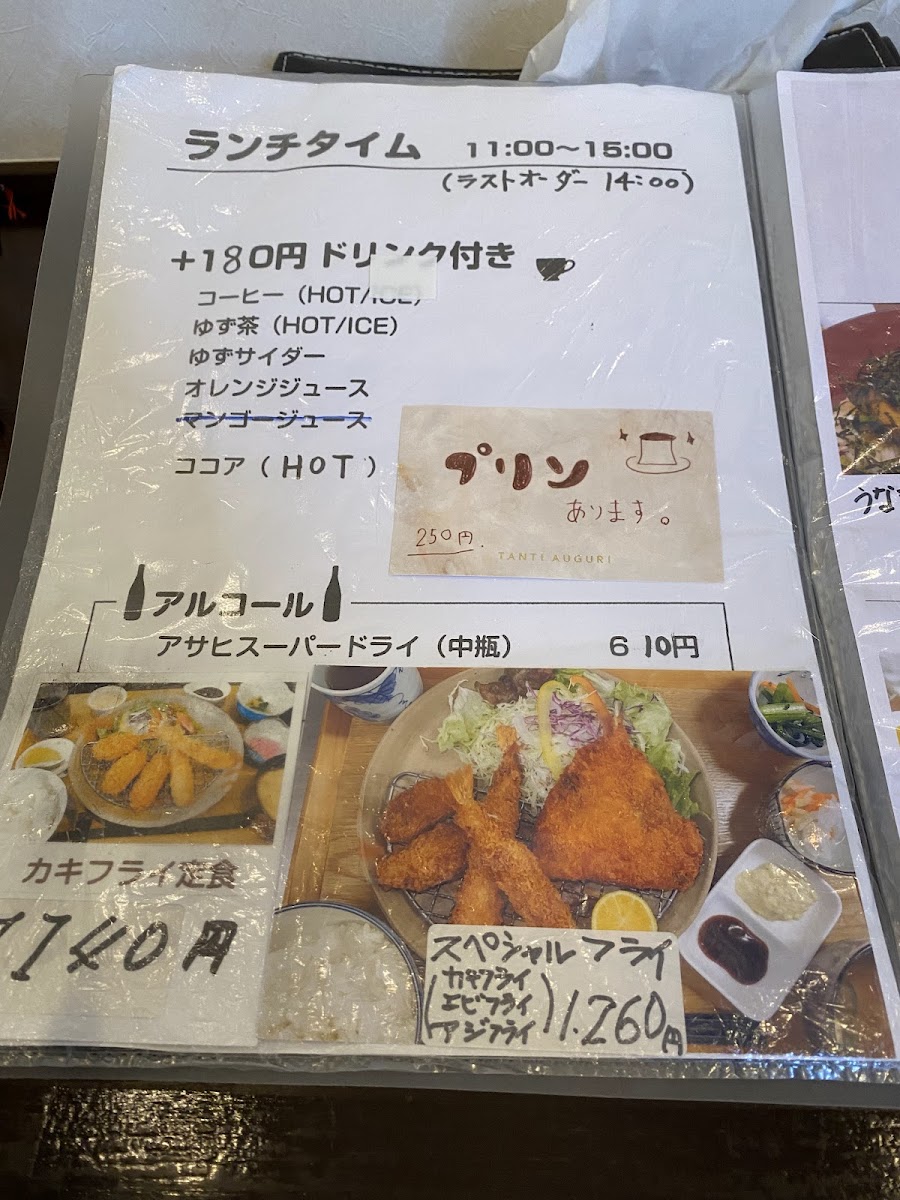 ランチタイム 11:00～15:00
(ラストオーダー 14:00)
+180円 ドリンク付き
コーヒー（HOT/ICE）
ゆず茶（HOT/ICE）
ゆずサイダー
オレンジジュース
マンゴージュース
ココア（HOT）
プリン
あります。
250円.
TANTI AUGURI
アルコール
アサヒスーパードライ（中瓶） 610円
カキフライ定食
1140円
スペシャルフライ
(カキフライ
エビフライ
アジフライ) 1.260円
うな